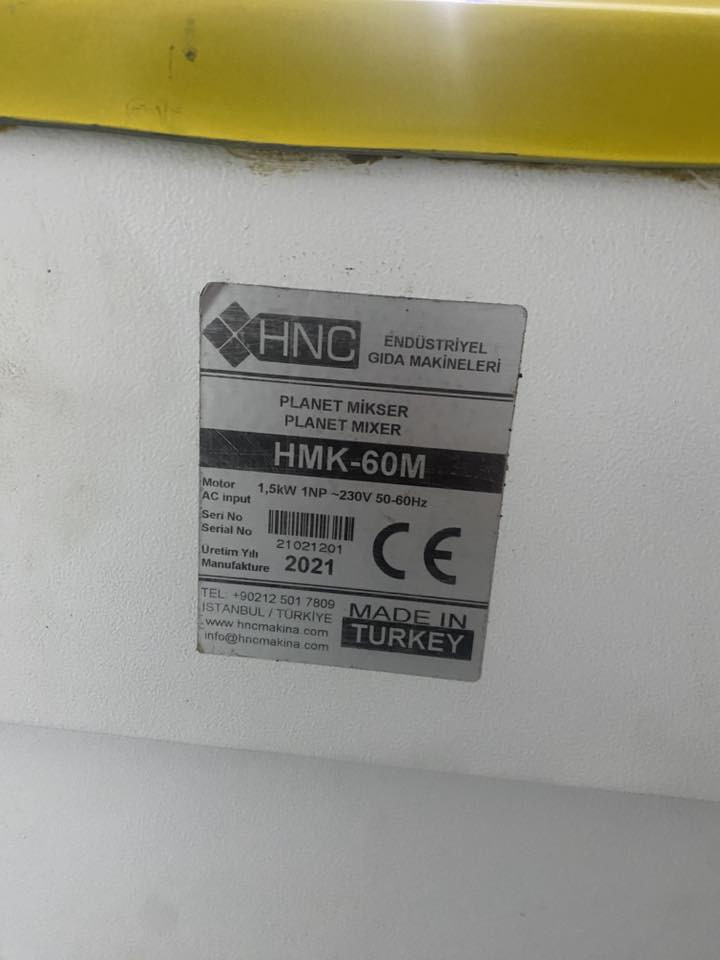 HNC
ENDÜSTRİYEL
GIDA MAKİNELERİ
PLANET MİKSER
PLANET MIXER
HMK-60M
Motor
AC input
1,5kW 1NP ~230V 50-60Hz
Seri No
Serial No
21021201
Üretim Yılı
Manufakture
2021
CE
TEL: +90212 501 7809
ISTANBUL / TÜRKİYE
www.hncmakina.com
info@hncmakina.com
MADE IN
TURKEY